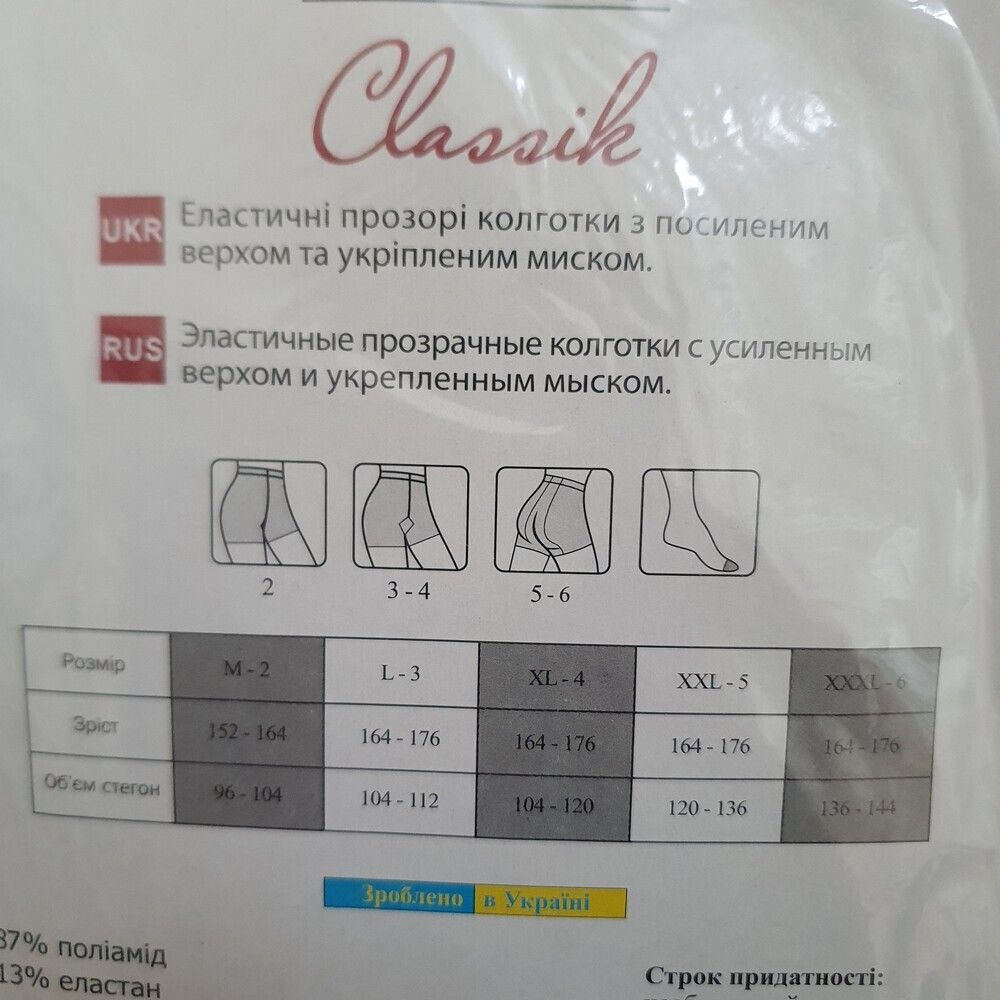 Classik
UKR
Еластичні прозорі колготки з посиленим
верхом та укріпленим миском.
RUS
Эластичные прозрачные колготки с усиленным
верхом и укрепленным мыском.
2 3 - 4 5 - 6
Розмір M - 2 L - 3 XL - 4 XXL - 5 XXXL - 6
Зріст 152 - 164 164 - 176 164 - 176 164 - 176 164 - 176
Об'єм стегон 96 - 104 104 - 112 104 - 120 120 - 136 136 - 144
Зроблено в Україні
87% поліамід
13% еластан
Строк придатності: